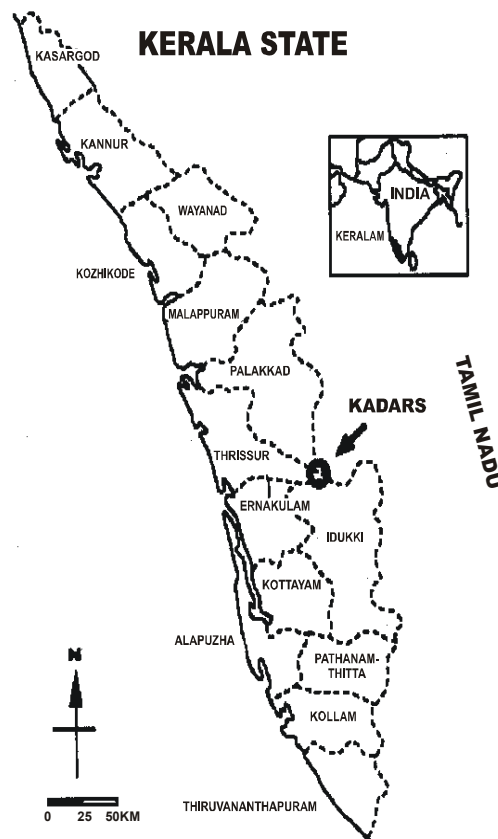 KERALA STATE
KASARGOD
KANNUR
WAYANAD
INDIA
KERALAM
KOZHIKODE
MALAPPURAM
PALAKKAD
TAMIL NADU
KADARS
THRISSUR
ERNAKULAM
IDUKKI
KOTTAYAM
ALAPUZHA
N
PATHANAM-
THITTA
KOLLAM
0 25 50KM
THIRUVANANTHAPURAM